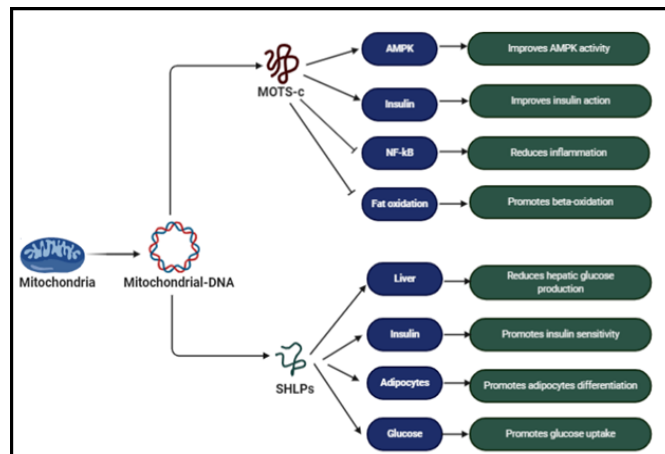 MOTS-c
AMPK
Improves AMPK activity
Insulin
Improves insulin action
NF-kB
Reduces inflammation
Fat oxidation
Promotes beta-oxidation
Mitochondria
Mitochondrial-DNA
SHLPs
Liver
Reduces hepatic glucose
production
Insulin
Promotes insulin sensitivity
Adipocytes
Promotes adipocytes differentiation
Glucose
Promotes glucose uptake